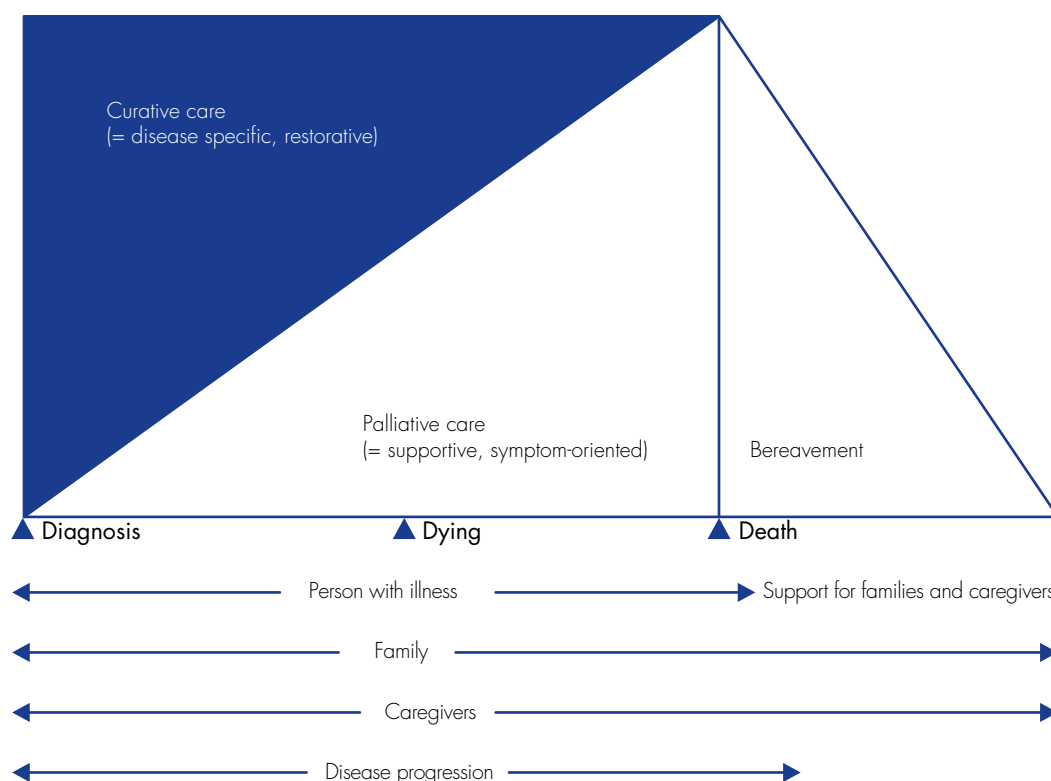 Curative care
(= disease specific, restorative)
Palliative care
(= supportive, symptom-oriented)
Bereavement
Diagnosis
Dying
Death
Person with illness
Support for families and caregivers
Family
Caregivers
Disease progression